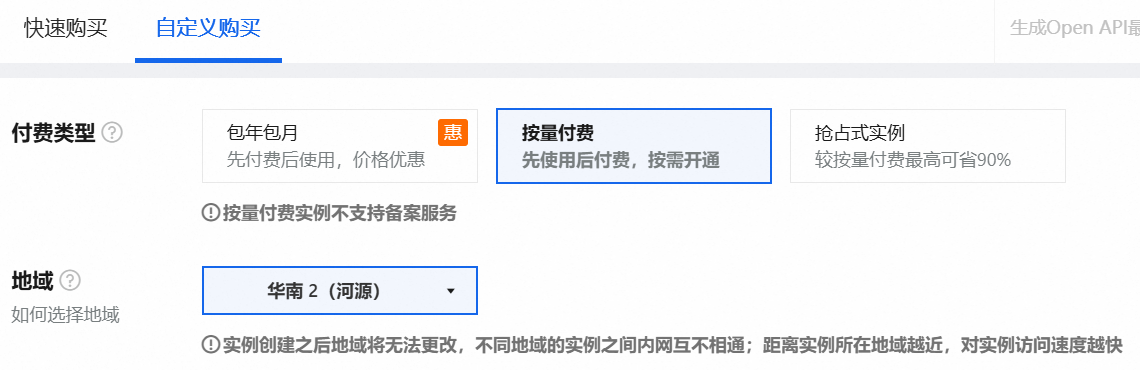 快速购买 自定义购买 生成Open API最
付费类型 包年包月 惠 按量付费 抢占式实例
先付费后使用，价格优惠 先使用后付费，按需开通 较按量付费最高可省90%
按量付费实例不支持备案服务
地域 华南 2（河源）
如何选择地域
实例创建之后地域将无法更改，不同地域的实例之间内网互不相通；距离实例所在地域越近，对实例访问速度越快